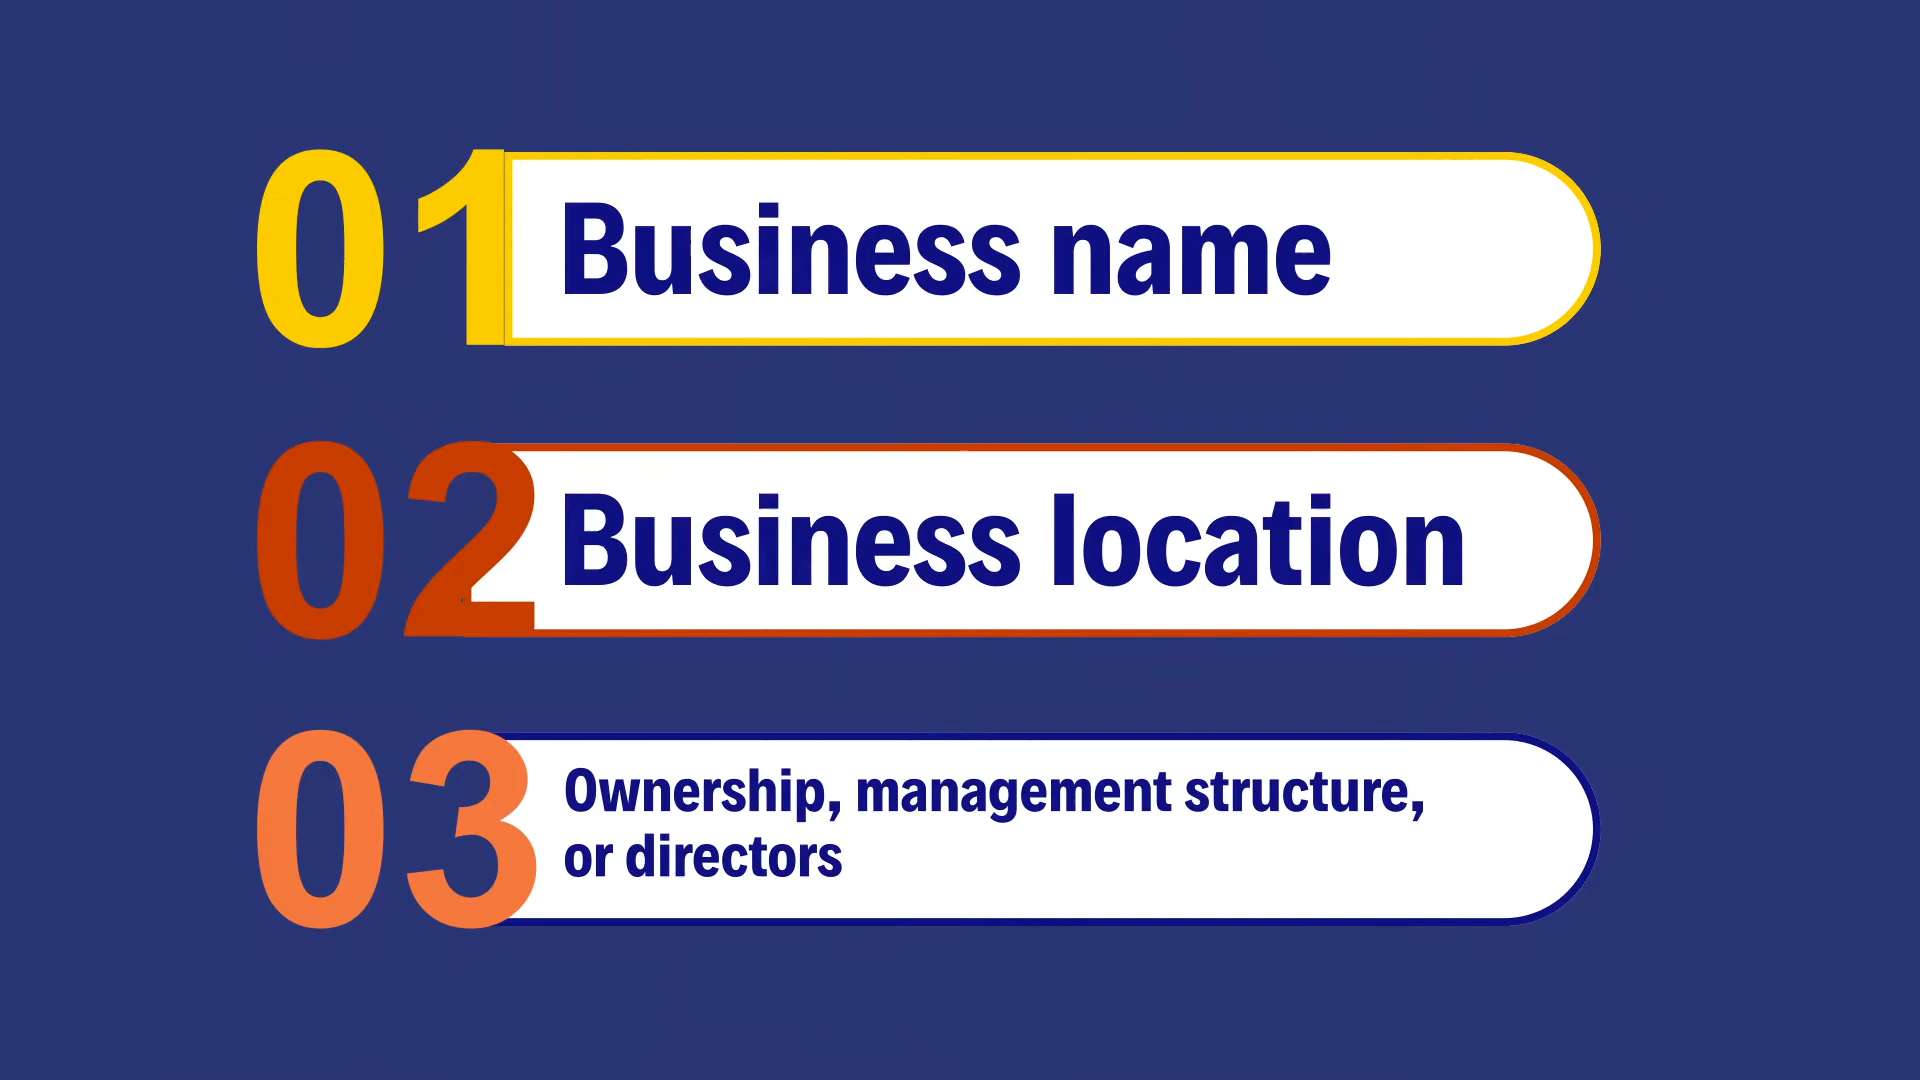 01 Business name
02 Business location
03 Ownership, management structure,
or directors